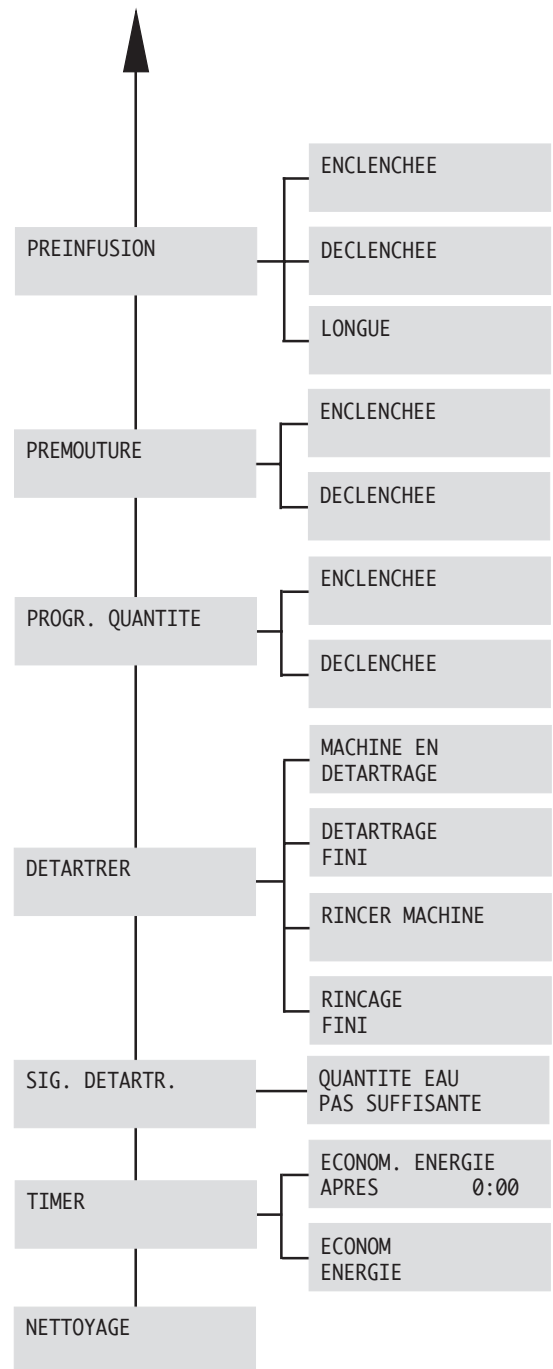 PREINFUSION
ENCLENCHEE
DECLENCHEE
LONGUE
PREMOUTURE
ENCLENCHEE
DECLENCHEE
PROGR. QUANTITE
ENCLENCHEE
DECLENCHEE
DETARTRER
MACHINE EN
DETARTRAGE
DETARTRAGE
FINI
RINCER MACHINE
RINCAGE
FINI
SIG. DETARTR.
QUANTITE EAU
PAS SUFFISANTE
TIMER
ECONOM. ENERGIE
APRES 0:00
ECONOM
ENERGIE
NETTOYAGE